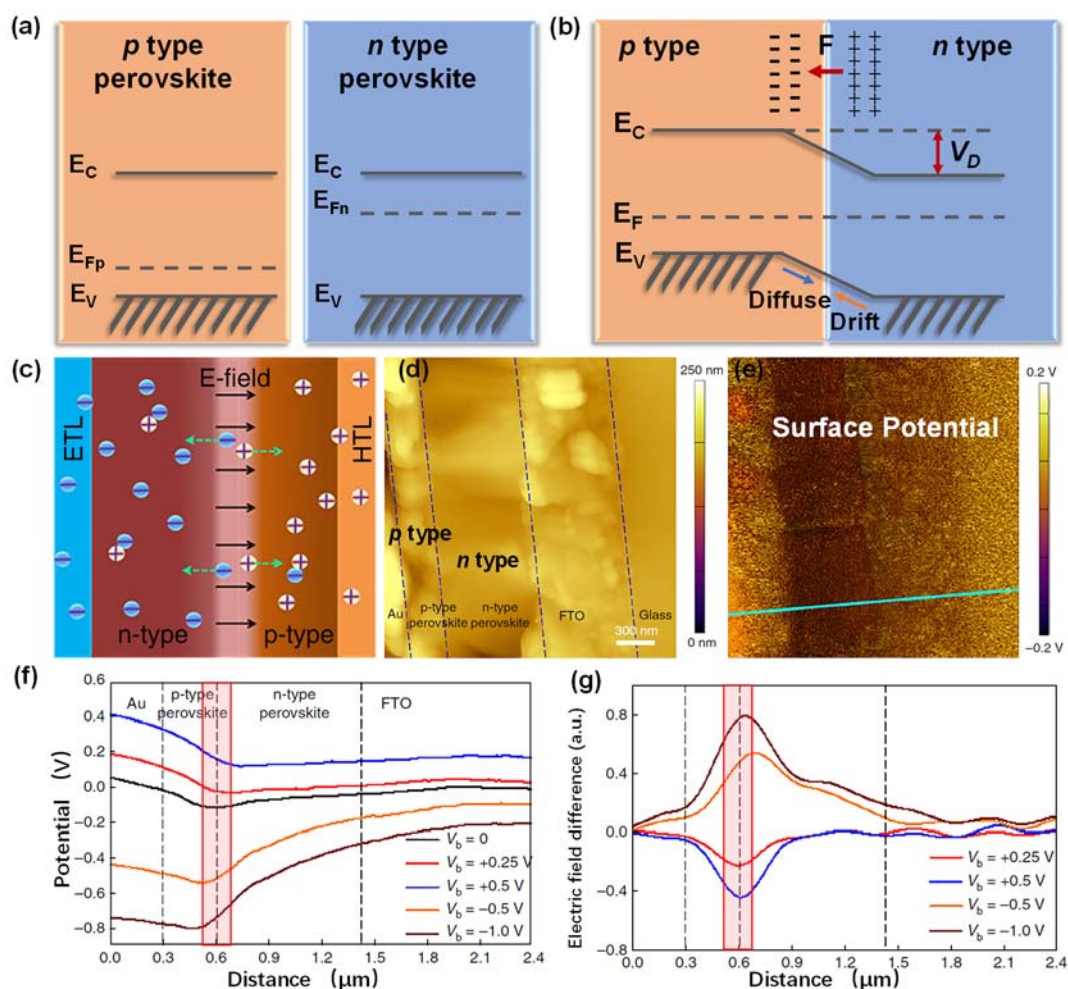 (a)
p type
perovskite
E_C
E_Fp
E_V
n type
perovskite
E_C
E_Fn
E_V
(b)
p type
F
n type
E_C
V_D
E_F
E_V
Diffuse
Drift
(c)
E-field
ETL
HTL
n-type
p-type
(d)
p type
n type
Au
p-type
perovskite
n-type
perovskite
FTO
Glass
300 nm
250 nm
0 nm
(e)
Surface Potential
0.2 V
−0.2 V
(f)
Potential (V)
0.6
0.4
0.2
0.0
−0.2
−0.4
−0.6
−0.8
Au
p-type
perovskite
n-type
perovskite
FTO
V_b = 0
V_b = +0.25 V
V_b = +0.5 V
V_b = −0.5 V
V_b = −1.0 V
0.0 0.3 0.6 0.9 1.2 1.5 1.8 2.1 2.4
Distance (μm)
(g)
Electric field difference (a.u.)
0.8
0.4
0.0
−0.4
−0.8
V_b = +0.25 V
V_b = +0.5 V
V_b = −0.5 V
V_b = −1.0 V
0.0 0.3 0.6 0.9 1.2 1.5 1.8 2.1 2.4
Distance (μm)